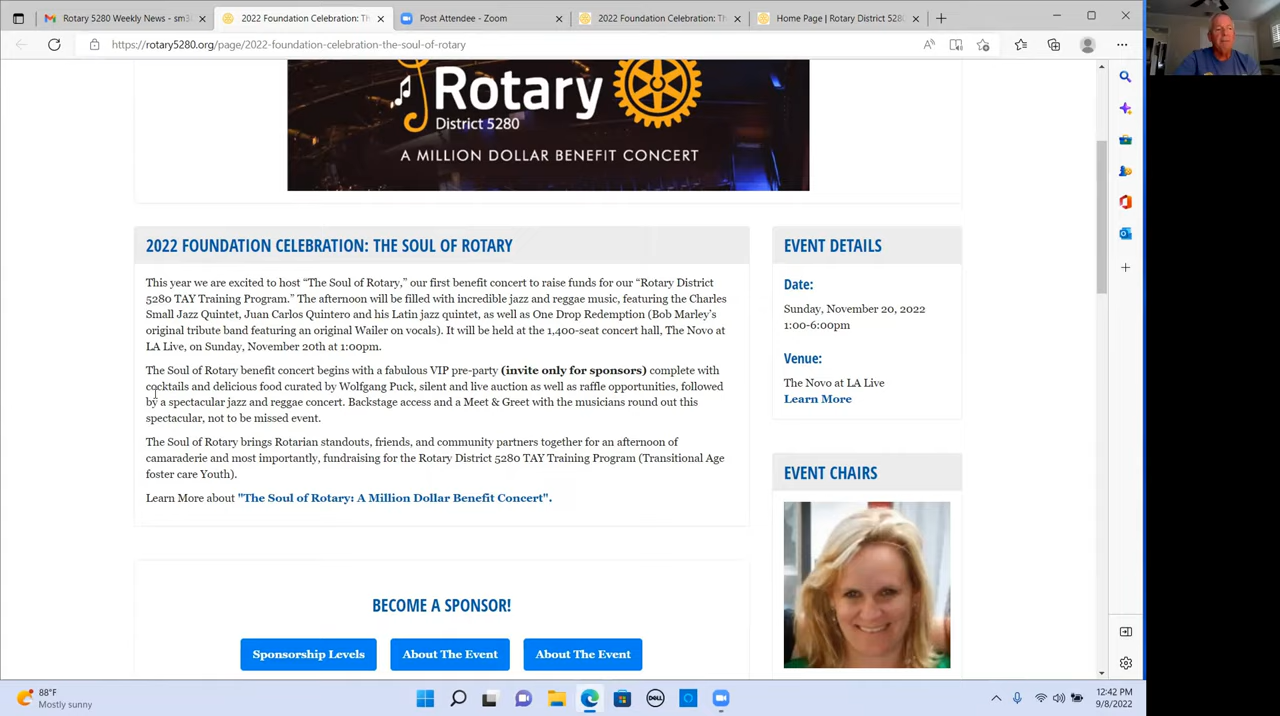 Rotary 5280 Weekly News - sm3
2022 Foundation Celebration: Th
Post Attendee - Zoom
2022 Foundation Celebration: Th
Home Page | Rotary District 528
https://rotary5280.org/page/2022-foundation-celebration-the-soul-of-rotary
Rotary
District 5280
A MILLION DOLLAR BENEFIT CONCERT
2022 FOUNDATION CELEBRATION: THE SOUL OF ROTARY
This year we are excited to host “The Soul of Rotary,” our first benefit concert to raise funds for our “Rotary District
5280 TAY Training Program.” The afternoon will be filled with incredible jazz and reggae music, featuring the Charles
Small Jazz Quintet, Juan Carlos Quintero and his Latin jazz quintet, as well as One Drop Redemption (Bob Marley’s
original tribute band featuring an original Wailer on vocals). It will be held at the 1,400-seat concert hall, The Novo at
LA Live, on Sunday, November 20th at 1:00pm.
The Soul of Rotary benefit concert begins with a fabulous VIP pre-party (invite only for sponsors) complete with
cocktails and delicious food curated by Wolfgang Puck, silent and live auction as well as raffle opportunities, followed
by a spectacular jazz and reggae concert. Backstage access and a Meet & Greet with the musicians round out this
spectacular, not to be missed event.
The Soul of Rotary brings Rotarian standouts, friends, and community partners together for an afternoon of
camaraderie and most importantly, fundraising for the Rotary District 5280 TAY Training Program (Transitional Age
foster care Youth).
Learn More about "The Soul of Rotary: A Million Dollar Benefit Concert".
BECOME A SPONSOR!
Sponsorship Levels
About The Event
About The Event
EVENT DETAILS
Date:
Sunday, November 20, 2022
1:00-6:00pm
Venue:
The Novo at LA Live
Learn More
EVENT CHAIRS
88°F
Mostly sunny
DELL
12:42 PM
9/8/2022